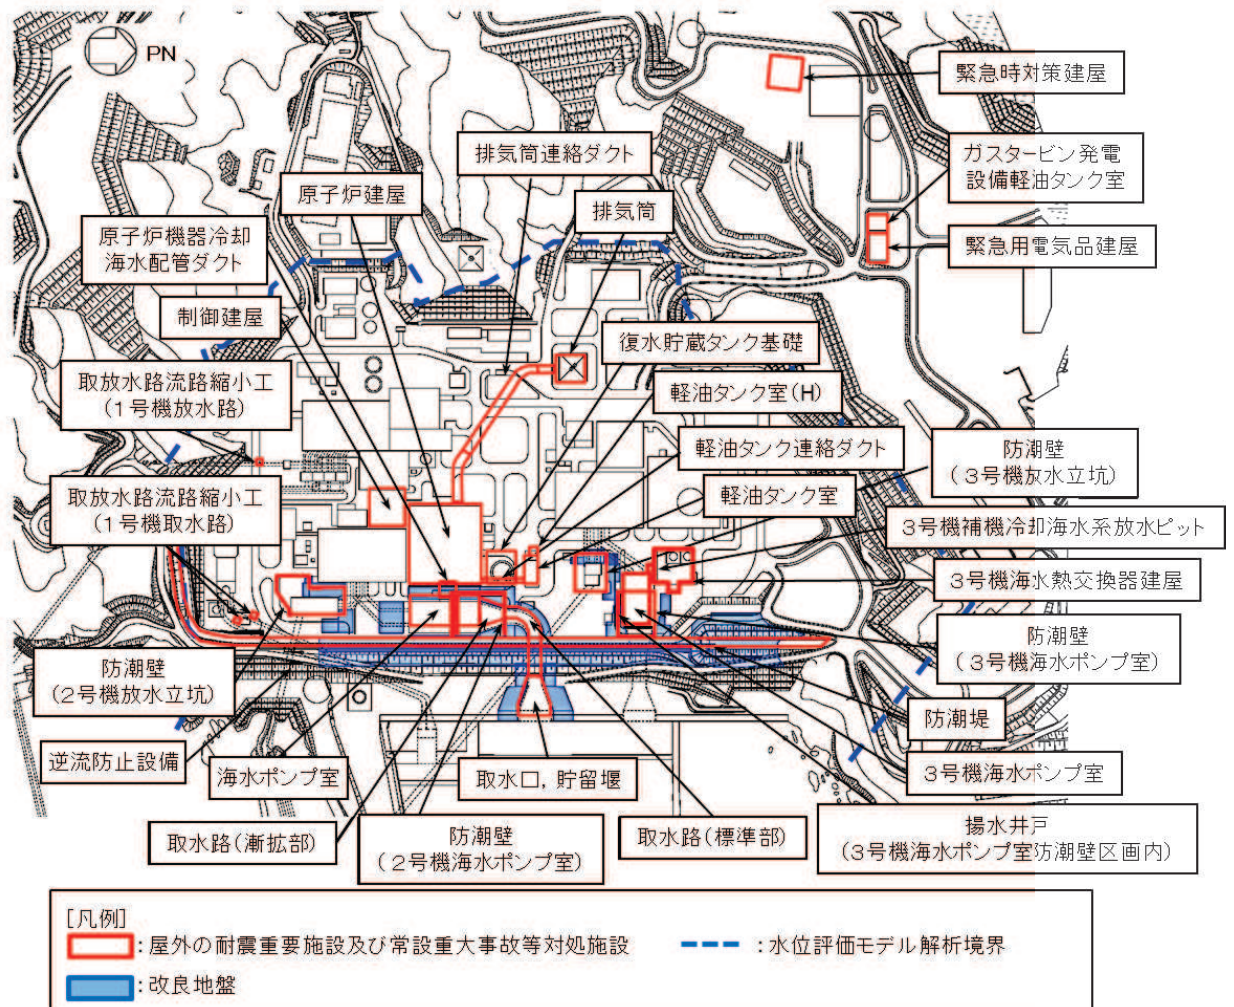 PN
緊急時対策建屋
排気筒連絡ダクト
ガスタービン発電
設備軽油タンク室
原子炉建屋
排気筒
原子炉機器冷却
海水配管ダクト
緊急用電気品建屋
制御建屋
復水貯蔵タンク基礎
取放水路流路縮小工
(1号機放水路)
軽油タンク室(H)
軽油タンク連絡ダクト
防潮壁
(3号機放水立坑)
取放水路流路縮小工
(1号機取水路)
軽油タンク室
3号機補機冷却海水系放水ピット
3号機海水熱交換器建屋
防潮壁
(2号機放水立坑)
防潮壁
(3号機海水ポンプ室)
防潮堤
逆流防止設備
海水ポンプ室
取水口，貯留堰
3号機海水ポンプ室
取水路(漸拡部)
防潮壁
(2号機海水ポンプ室)
取水路(標準部)
揚水井戸
(3号機海水ポンプ室防潮壁区画内)
[凡例]
：屋外の耐震重要施設及び常設重大事故等対処施設
：水位評価モデル解析境界
：改良地盤